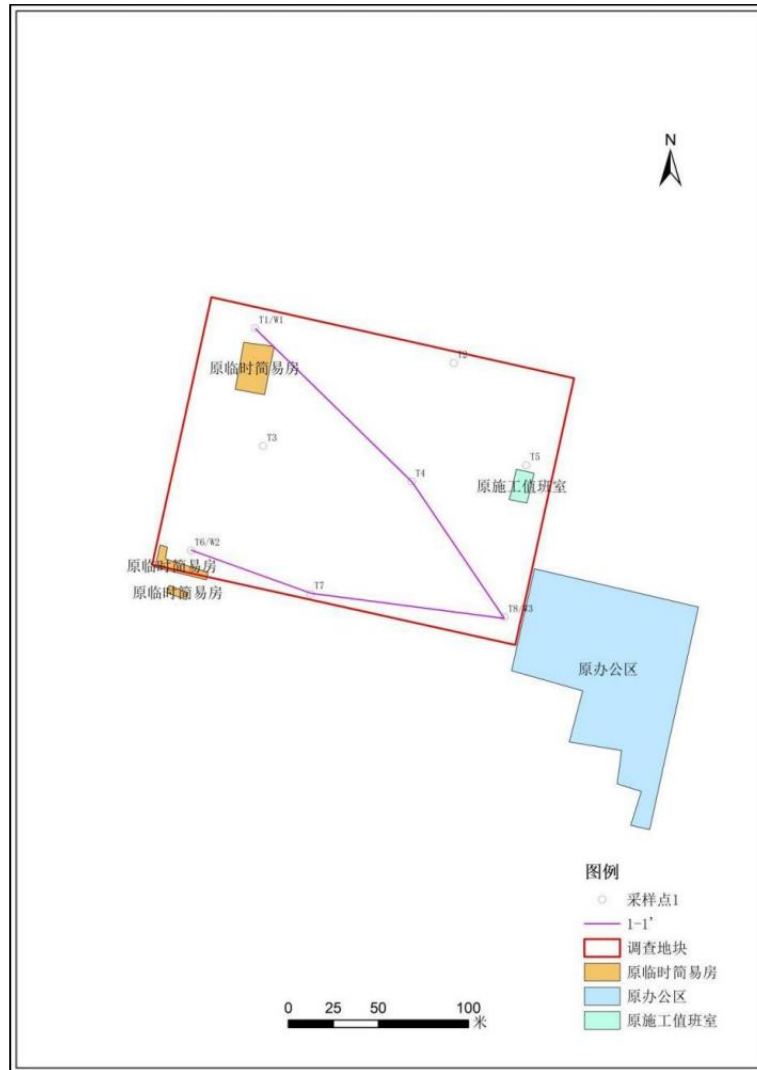 N
T1/W1
T2
原临时简易房
T3
T5
T4
原施工值班室
T6/W2
原临时简易房
原临时简易房
T7
T8/W3
原办公区
图例
采样点1
1-1'
调查地块
原临时简易房
原办公区
原施工值班室
0 25 50 100
米